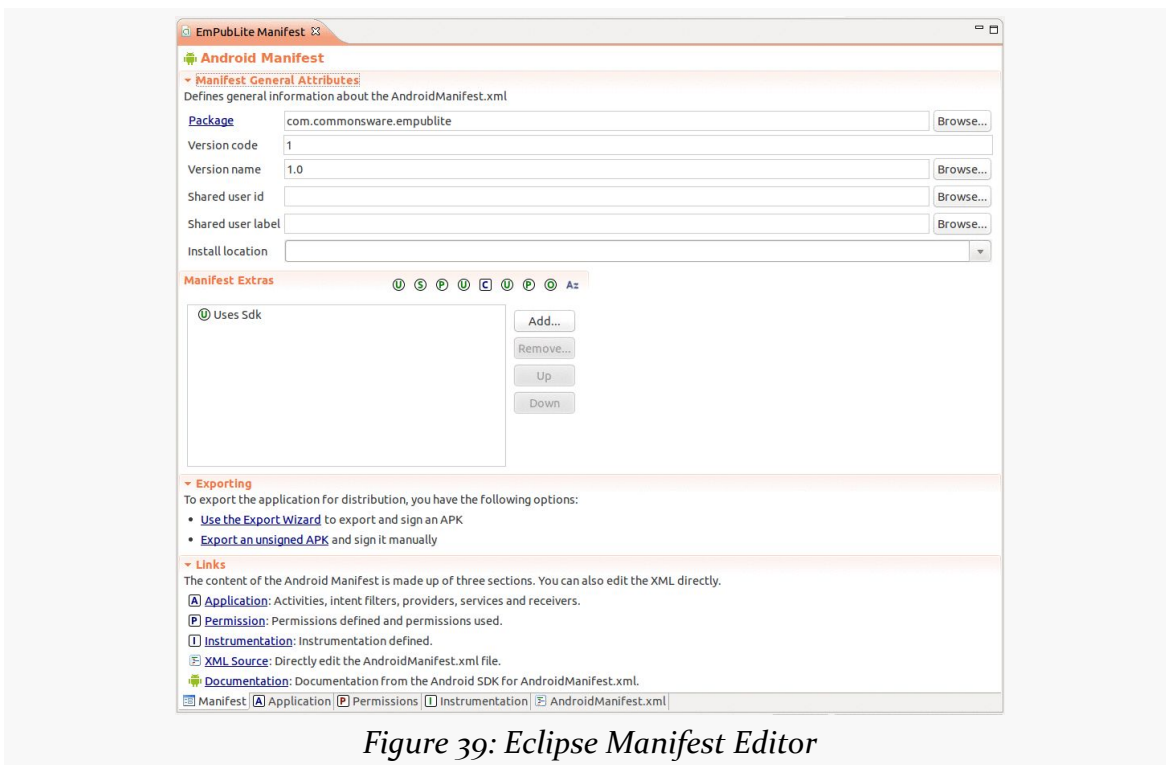 EmPubLite Manifest
Android Manifest
Manifest General Attributes
Defines general information about the AndroidManifest.xml
Package com.commonsware.empublite Browse...
Version code 1
Version name 1.0 Browse...
Shared user id Browse...
Shared user label Browse...
Install location
Manifest Extras U S P U C U P O Az
U Uses Sdk
Add...
Remove...
Up
Down
Exporting
To export the application for distribution, you have the following options:
• Use the Export Wizard to export and sign an APK
• Export an unsigned APK and sign it manually
Links
The content of the Android Manifest is made up of three sections. You can also edit the XML directly.
A Application: Activities, intent filters, providers, services and receivers.
P Permission: Permissions defined and permissions used.
I Instrumentation: Instrumentation defined.
XML Source: Directly edit the AndroidManifest.xml file.
Documentation: Documentation from the Android SDK for AndroidManifest.xml.
Manifest A Application P Permissions I Instrumentation AndroidManifest.xml
Figure 39: Eclipse Manifest Editor